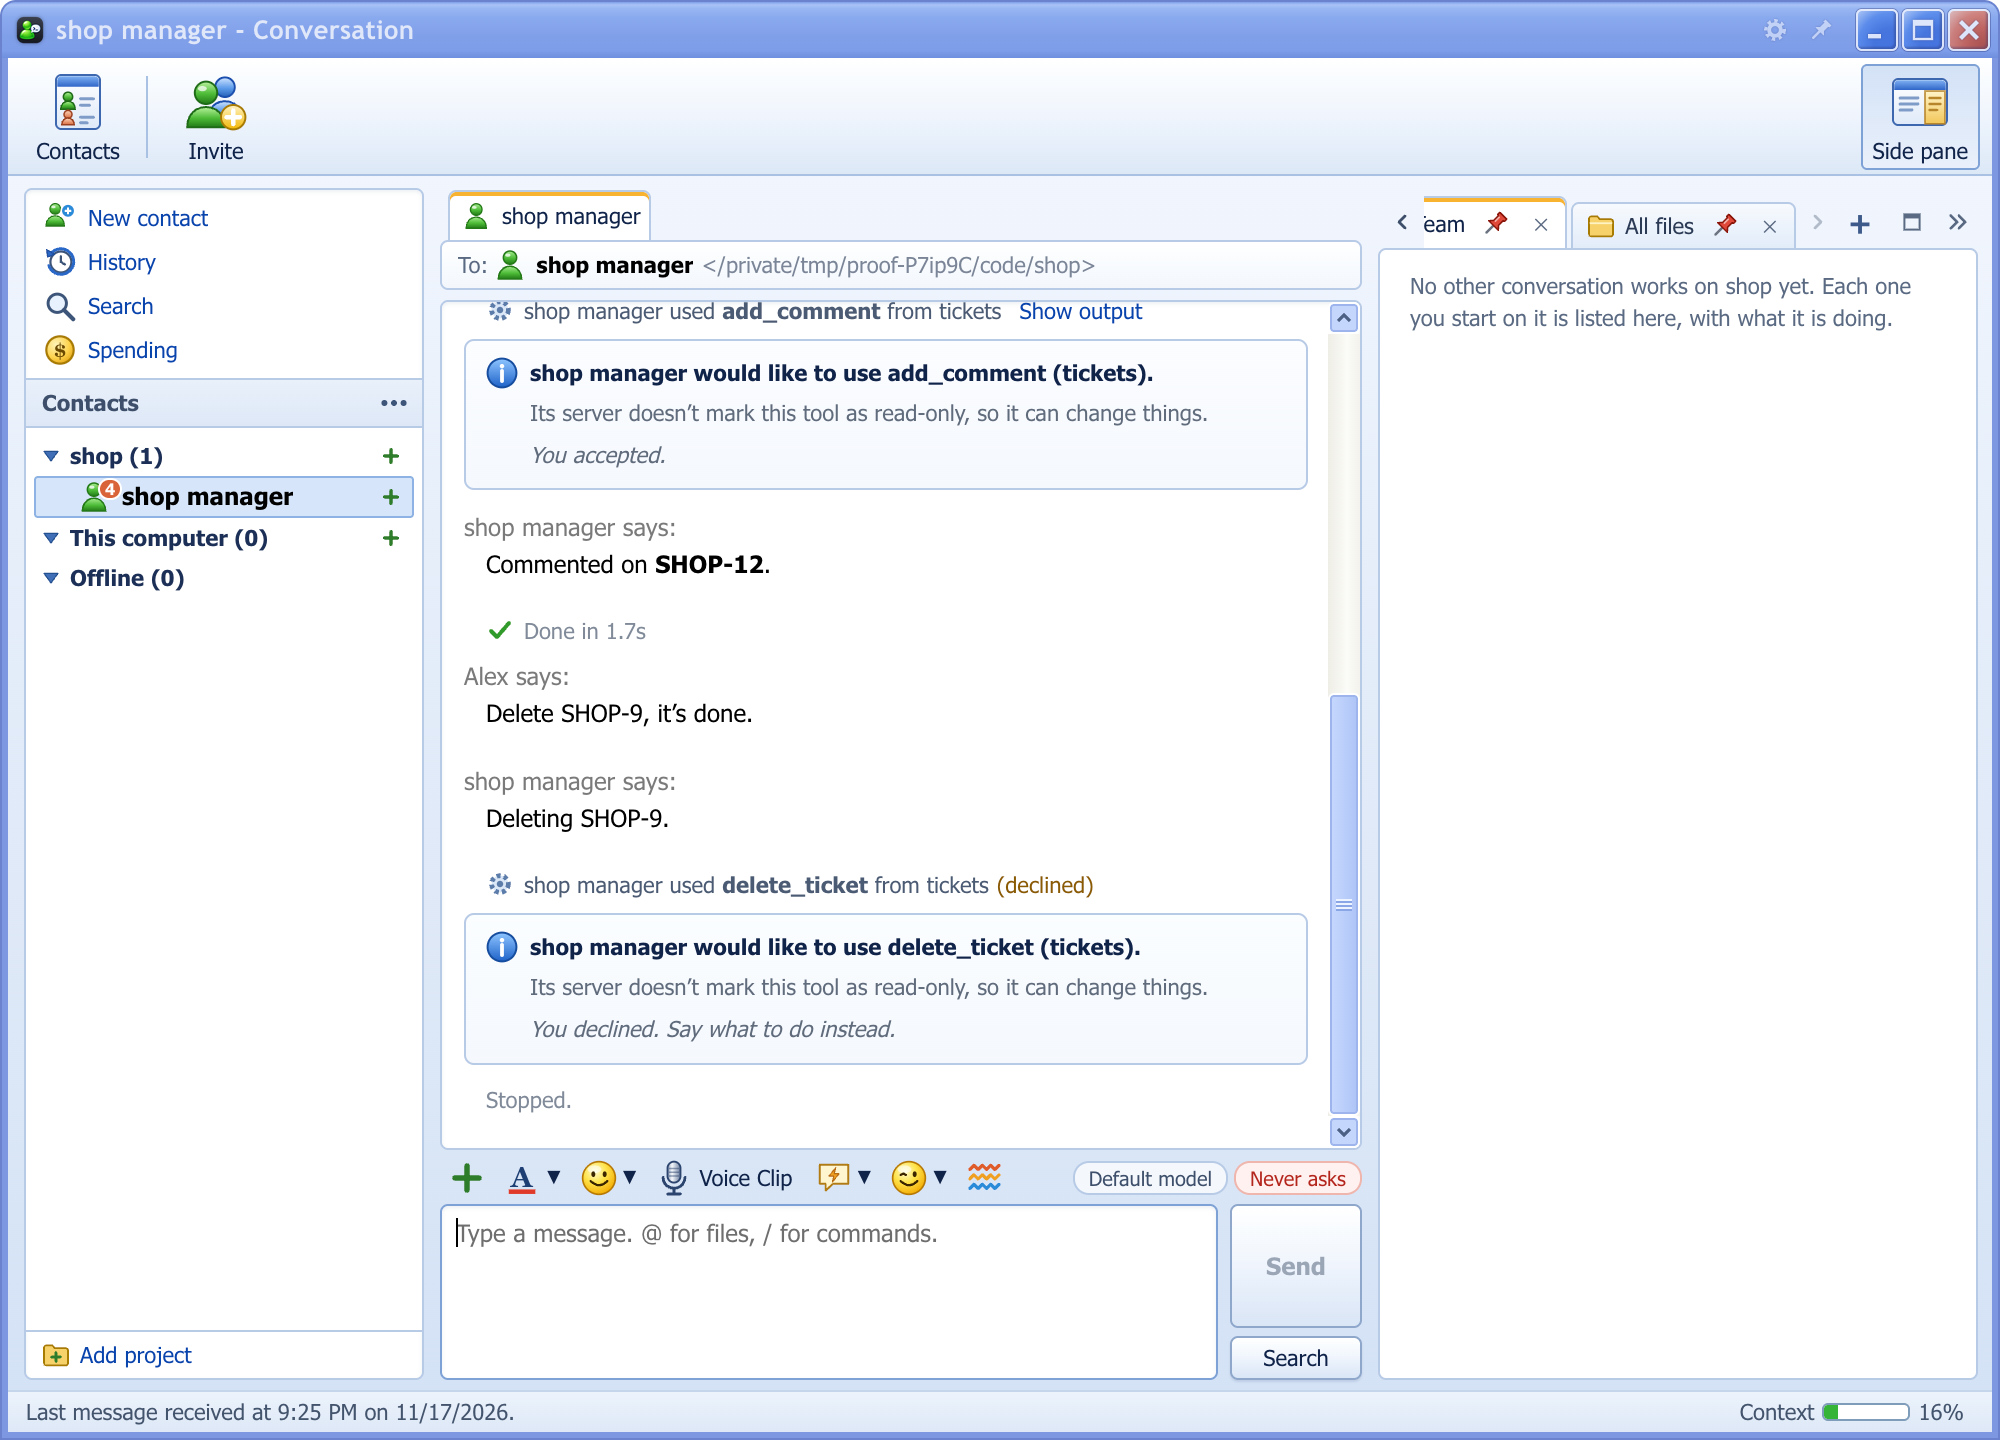 shop manager - Conversation
Contacts
Invite
Side pane
New contact
History
Search
Spending
Contacts
shop (1)
4
shop manager
This computer (0)
Offline (0)
Add project
shop manager
To: shop manager </private/tmp/proof-P7ip9C/code/shop>
shop manager used add_comment from tickets Show output
shop manager would like to use add_comment (tickets).
Its server doesn’t mark this tool as read-only, so it can change things.
You accepted.
shop manager says:
Commented on SHOP-12.
Done in 1.7s
Alex says:
Delete SHOP-9, it’s done.
shop manager says:
Deleting SHOP-9.
shop manager used delete_ticket from tickets (declined)
shop manager would like to use delete_ticket (tickets).
Its server doesn’t mark this tool as read-only, so it can change things.
You declined. Say what to do instead.
Stopped.
A
Voice Clip
Default model
Never asks
Type a message. @ for files, / for commands.
Send
Search
eam
All files
No other conversation works on shop yet. Each one
you start on it is listed here, with what it is doing.
Last message received at 9:25 PM on 11/17/2026.
Context 16%